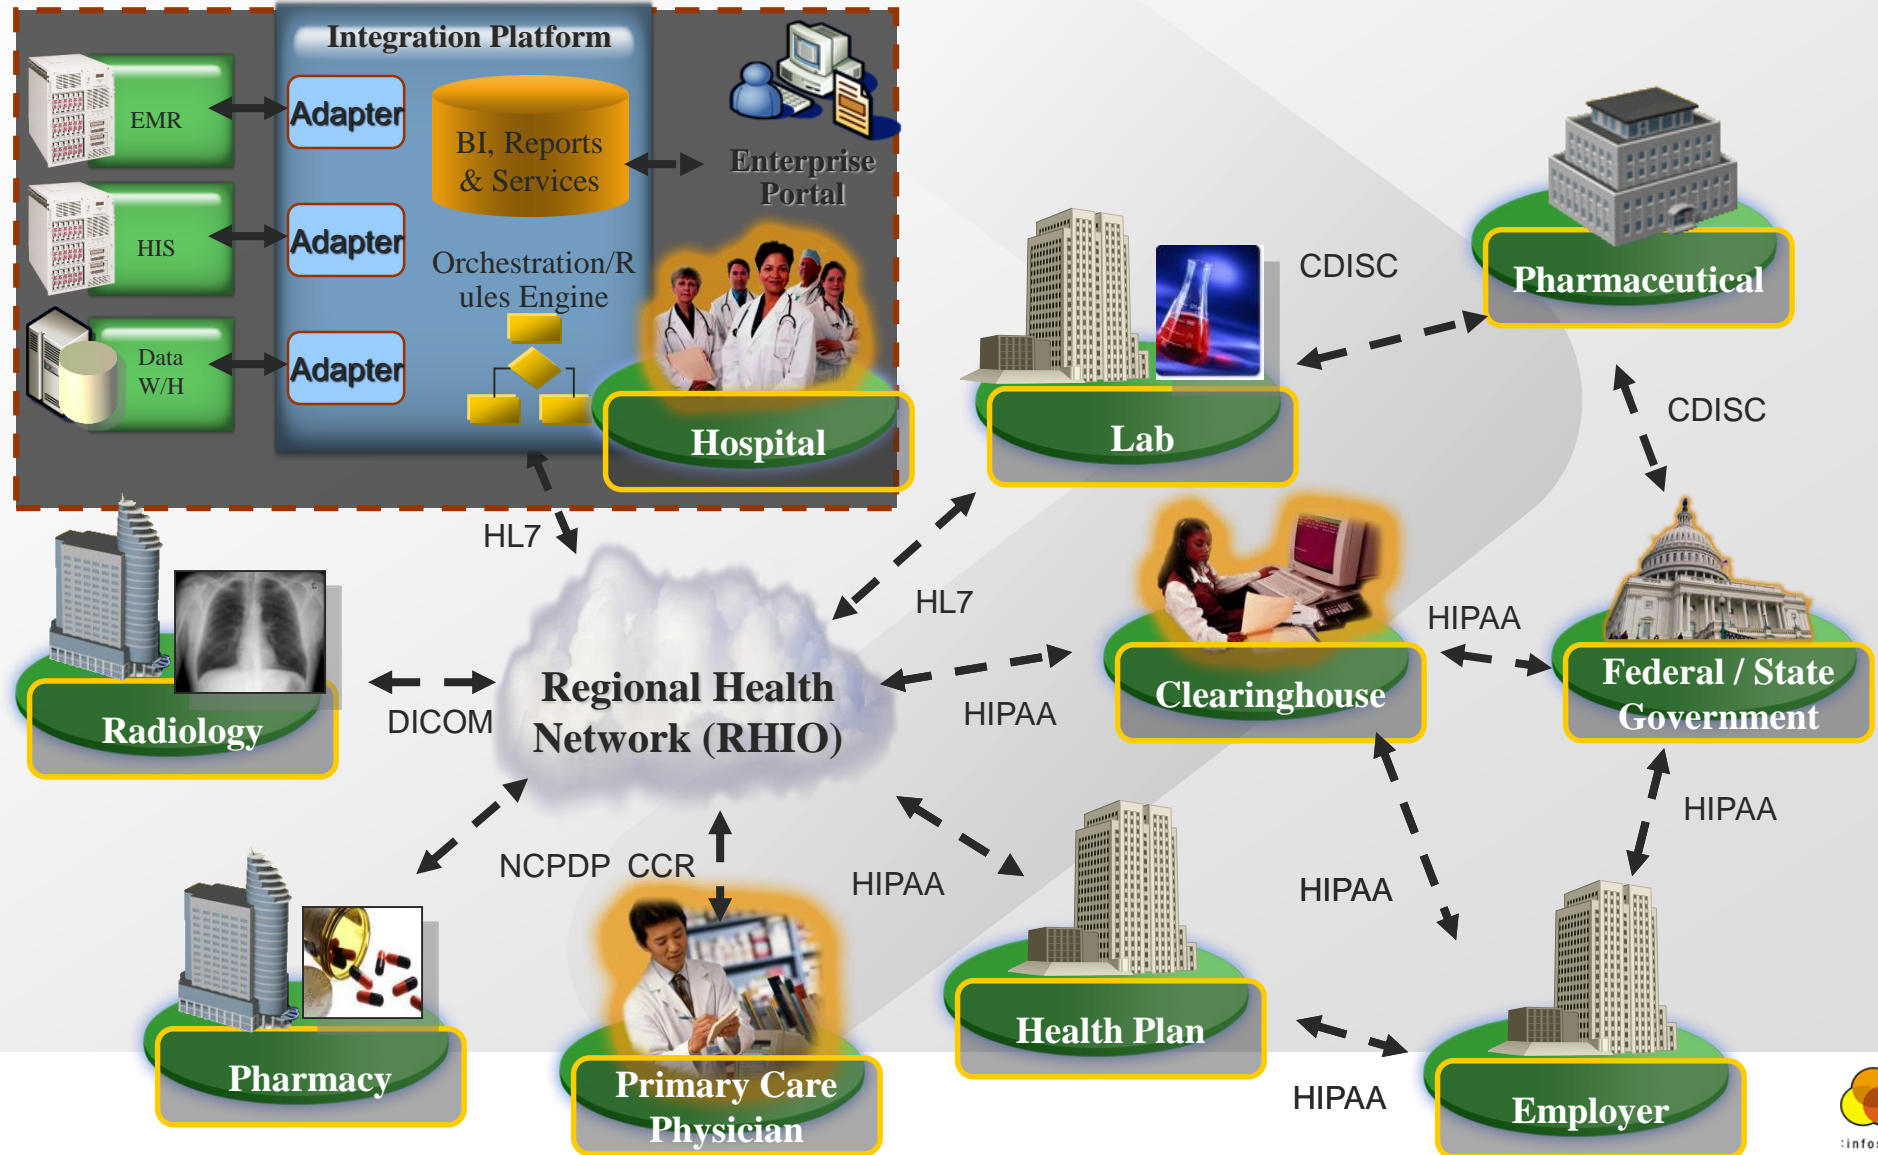 Integration Platform
EMR
Adapter
BI, Reports
& Services
Enterprise
Portal
HIS
Adapter
Orchestration/R
ules Engine
Data
W/H
Adapter
Hospital
Lab
CDISC
Pharmaceutical
CDISC
HL7
HL7
HIPAA
Radiology
DICOM
Regional Health
Network (RHIO)
HIPAA
Clearinghouse
Federal / State
Government
HIPAA
NCPDP
CCR
HIPAA
HIPAA
Pharmacy
Primary Care
Physician
Health Plan
HIPAA
Employer